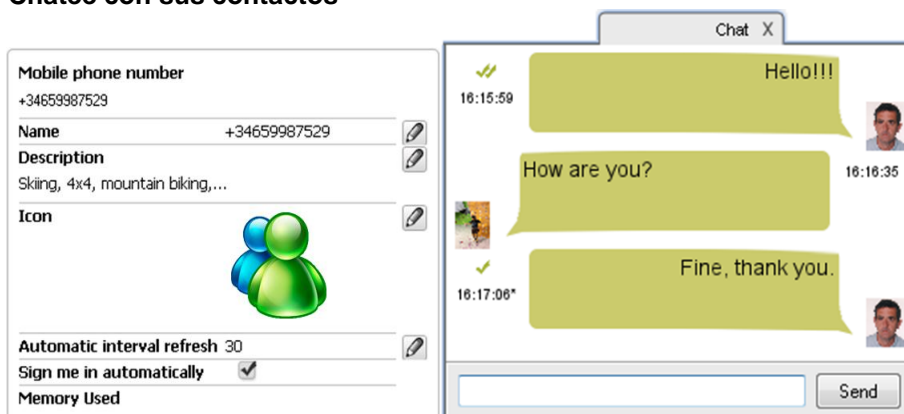 Chatee con sus contactos
Mobile phone number
+34659987529
Name +34659987529
Description
Skiing, 4x4, mountain biking,...
Icon
Automatic interval refresh 30
Sign me in automatically
Memory Used
Chat X
Hello!!!
16:15:59
How are you?
16:16:35
Fine, thank you.
16:17:06*
Send